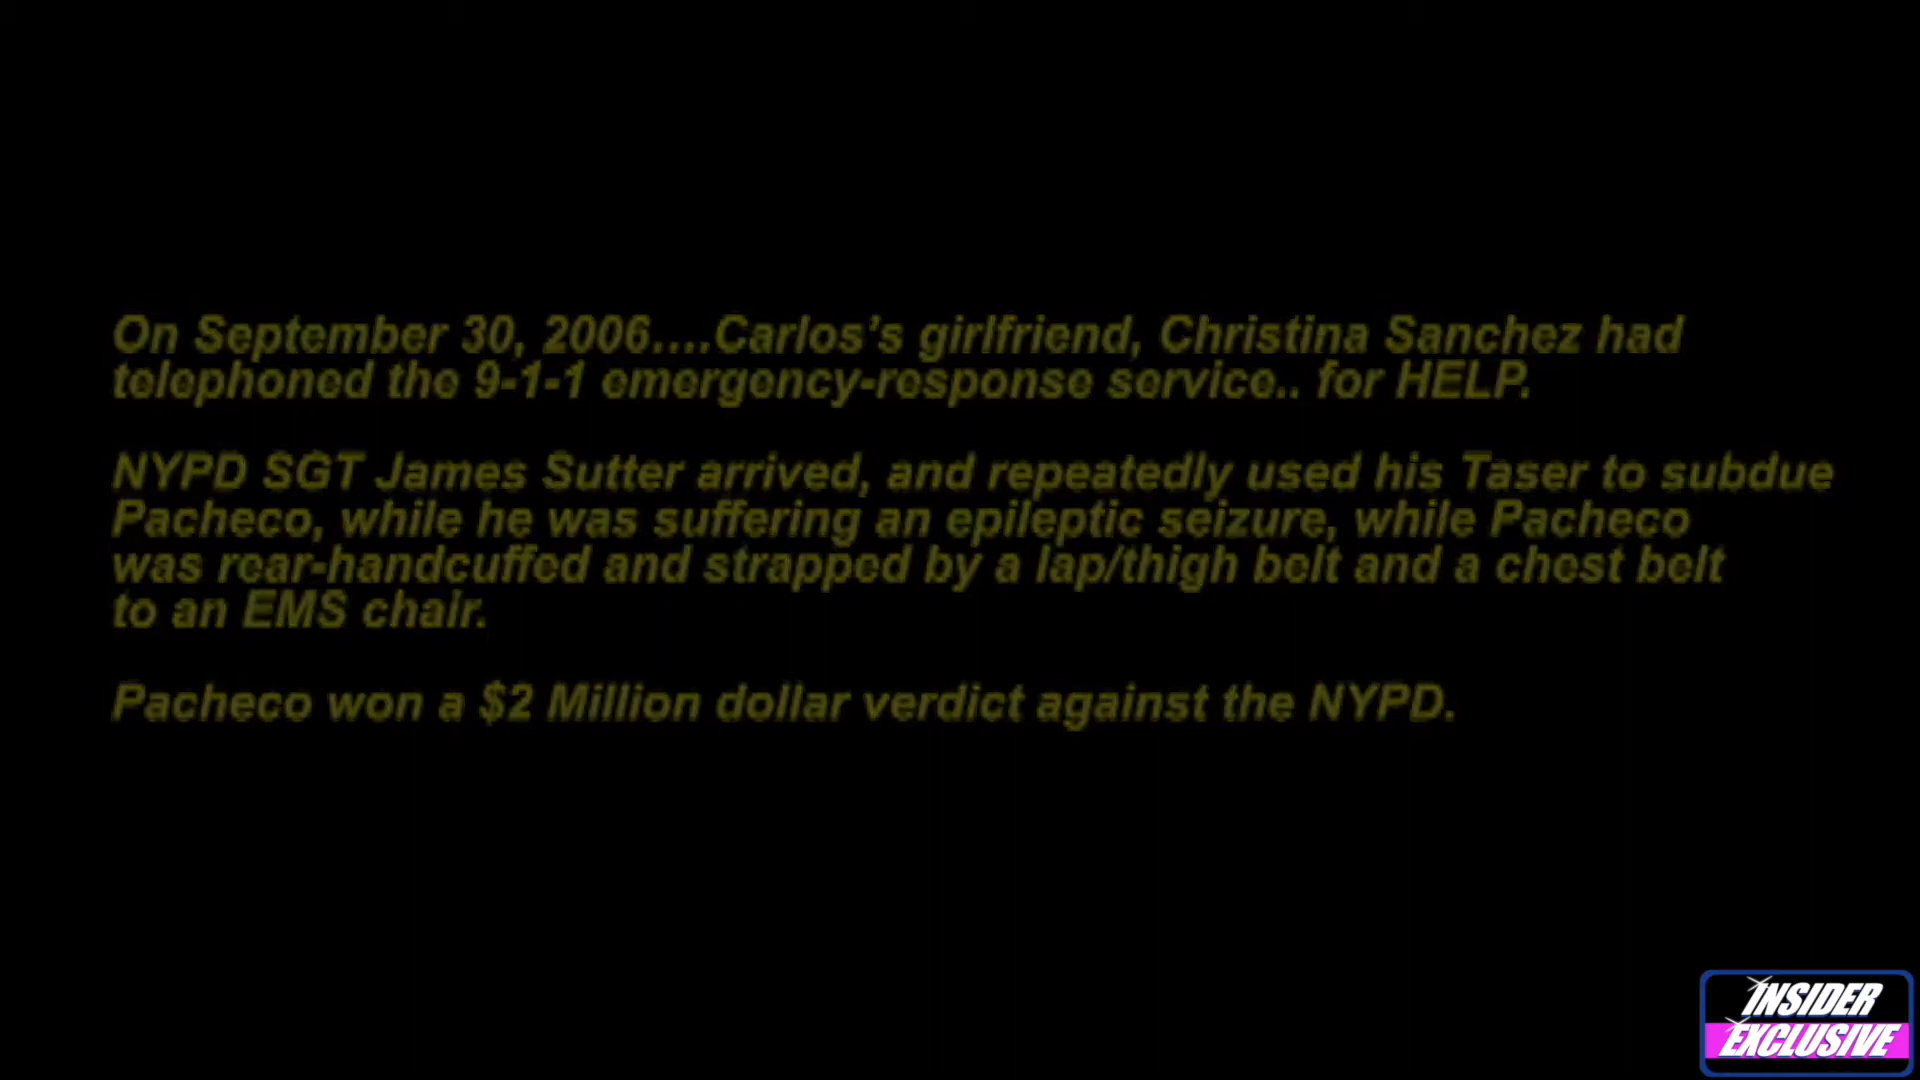 On September 30, 2006....Carlos’s girlfriend, Christina Sanchez had
telephoned the 9-1-1 emergency-response service.. for HELP.
NYPD SGT James Sutter arrived, and repeatedly used his Taser to subdue
Pacheco, while he was suffering an epileptic seizure, while Pacheco
was rear-handcuffed and strapped by a lap/thigh belt and a chest belt
to an EMS chair.
Pacheco won a $2 Million dollar verdict against the NYPD.
INSIDER
EXCLUSIVE